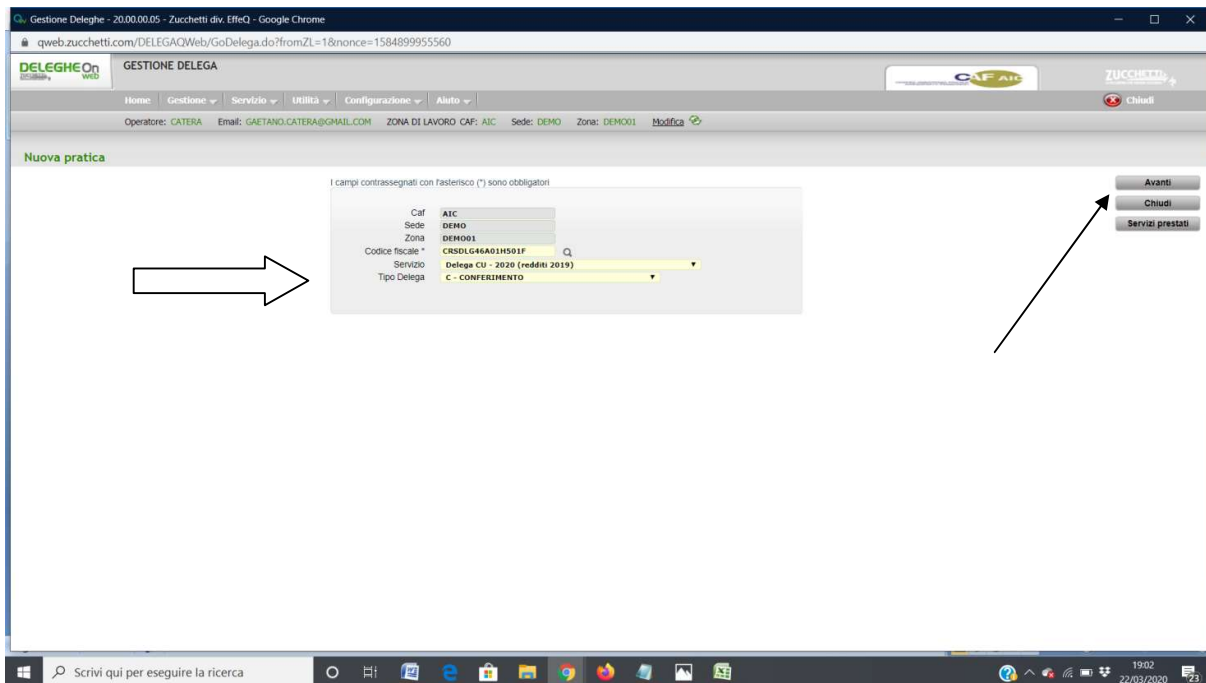 Gestione Deleghe - 20.00.00.05 - Zucchetti div. EffeQ - Google Chrome
qweb.zucchetti.com/DELEGAQWeb/GoDelega.do?fromZL=1&nonce=1584899955560
DELEGHE On WEB
GESTIONE DELEGA
CAF AIC
ZUCCHETTI
Home Gestione Servizio Utilità Configurazione Aiuto
Chiudi
Operatore: CATERA Email: GAETANO.CATERA@GMAIL.COM ZONA DI LAVORO CAF: AIC Sede: DEMO Zona: DEMO01 Modifica
Nuova pratica
I campi contrassegnati con l'asterisco (*) sono obbligatori
Avanti
Chiudi
Servizi prestati
Caf AIC
Sede DEMO
Zona DEMO01
Codice fiscale * CRSDLG46A01H501F
Servizio Delega CU - 2020 (redditi 2019)
Tipo Delega C - CONFERIMENTO
Scrivi qui per eseguire la ricerca
19:02
22/03/2020
23